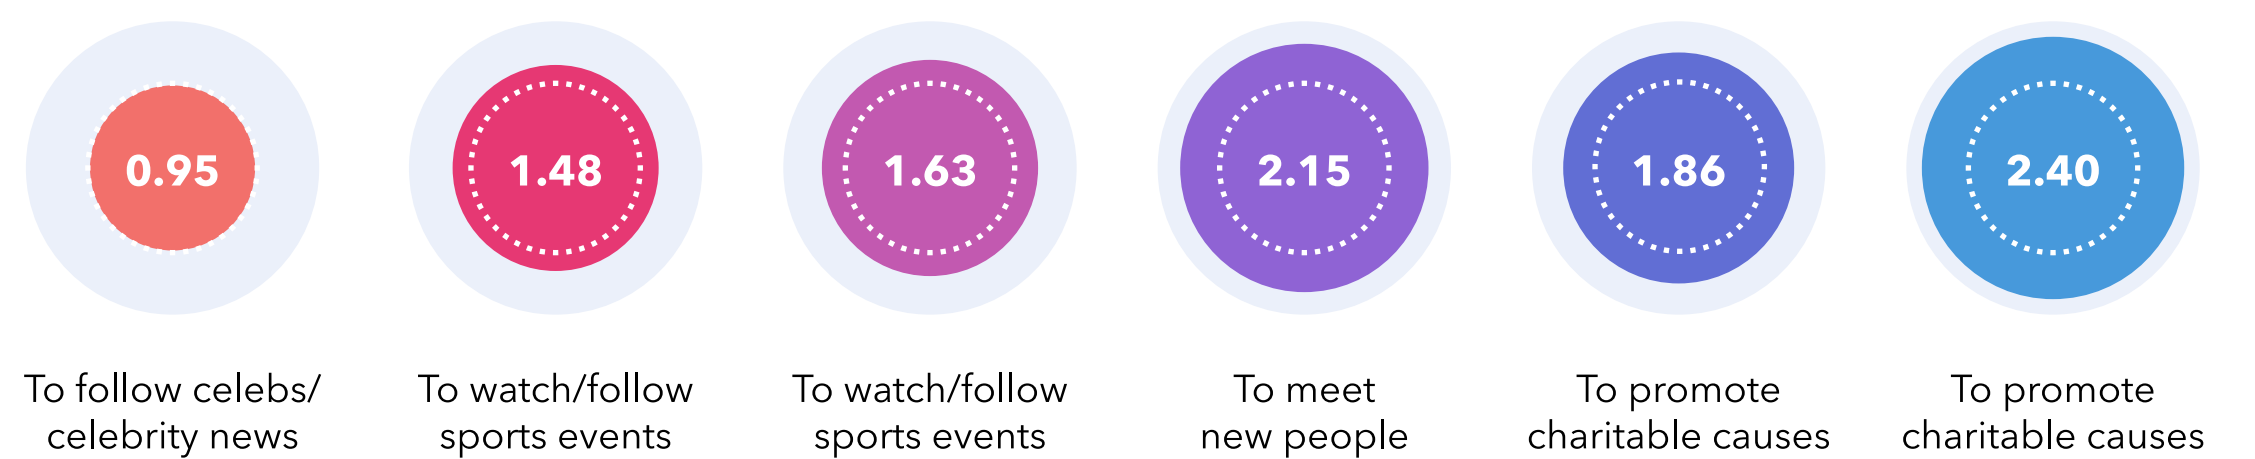 0.95
1.48
1.63
2.15
1.86
2.40
To follow celebs/
celebrity news
To watch/follow
sports events
To watch/follow
sports events
To meet
new people
To promote
charitable causes
To promote
charitable causes